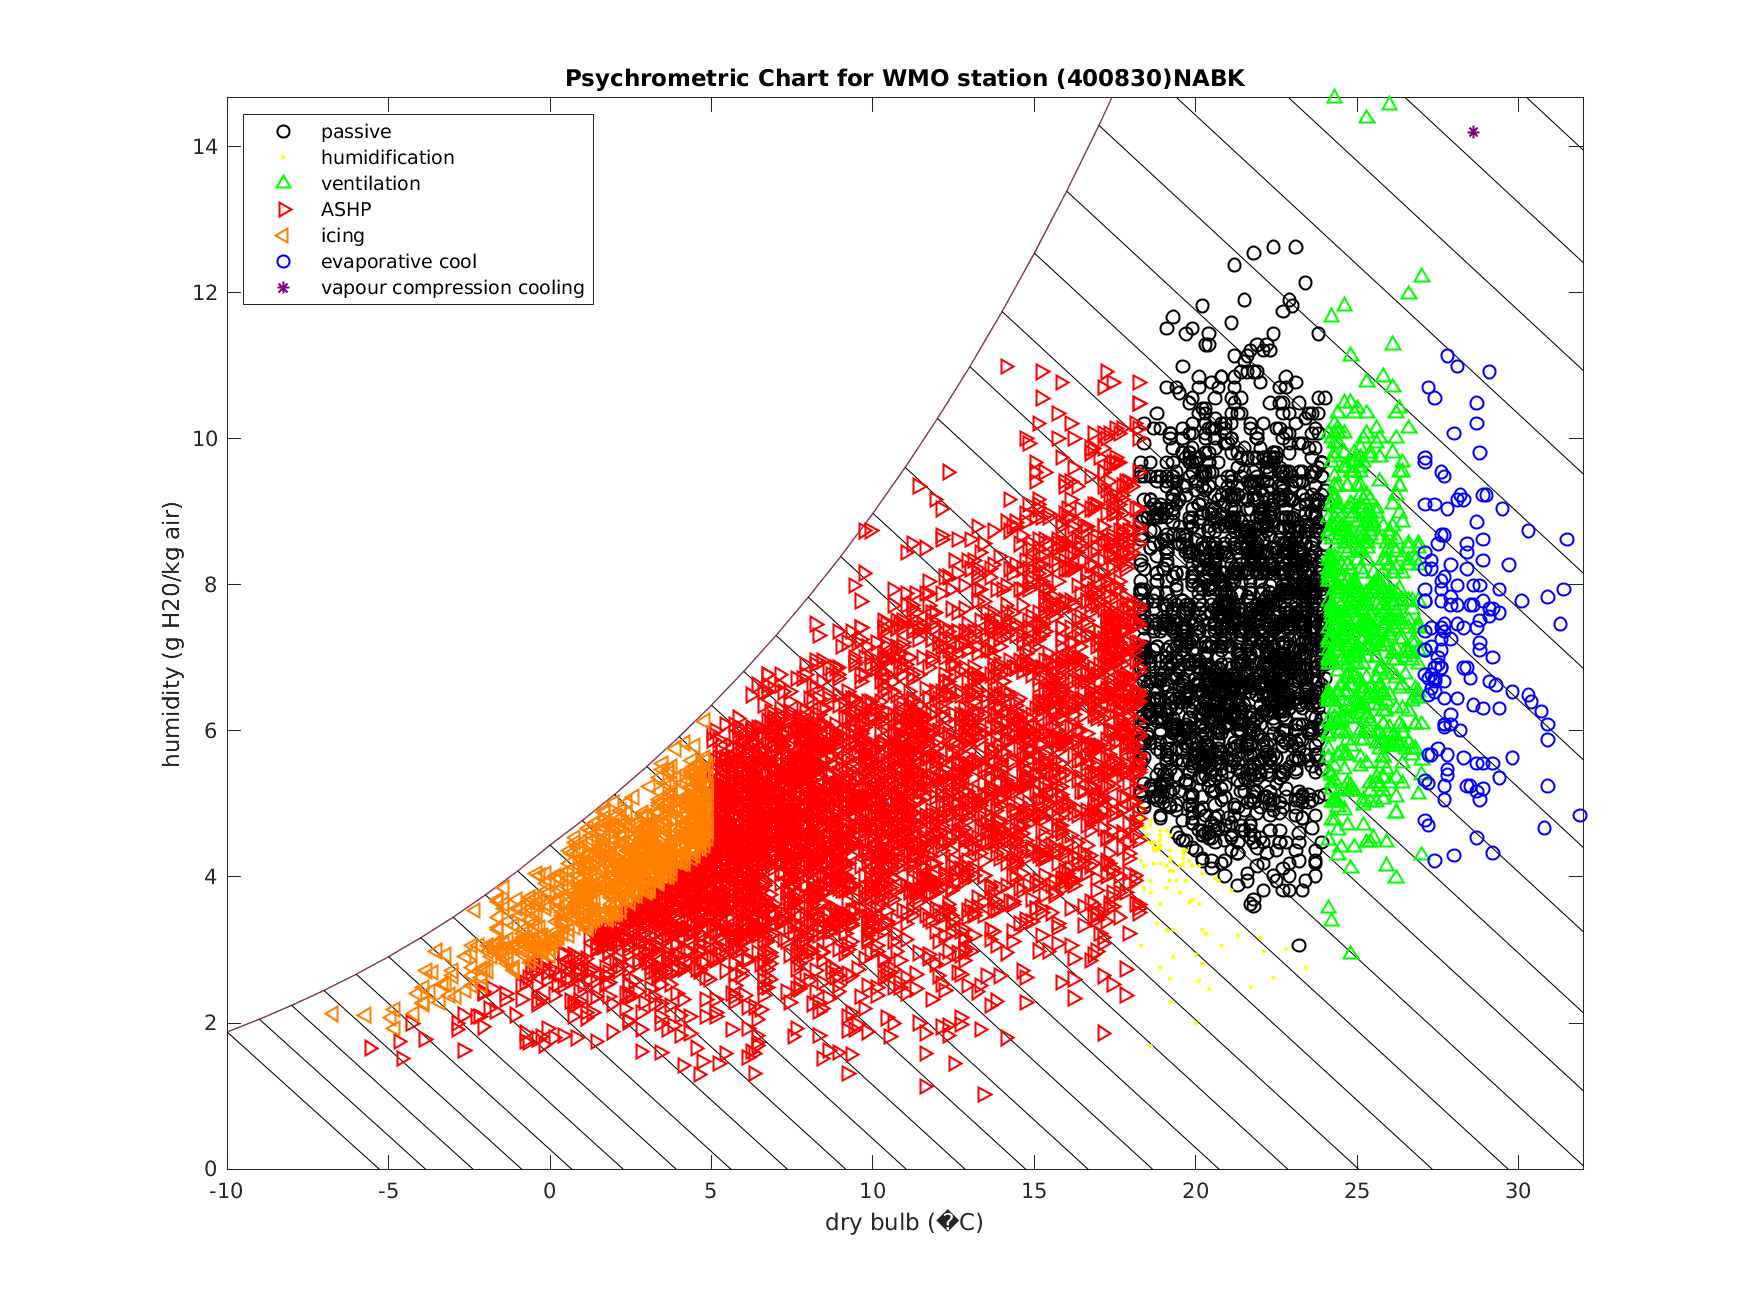 Psychrometric Chart for WMO station (400830)NABK
passive
humidification
ventilation
ASHP
icing
evaporative cool
vapour compression cooling
humidity (g H20/kg air)
14
12
10
8
6
4
2
0
-10 -5 0 5 10 15 20 25 30
dry bulb (�C)